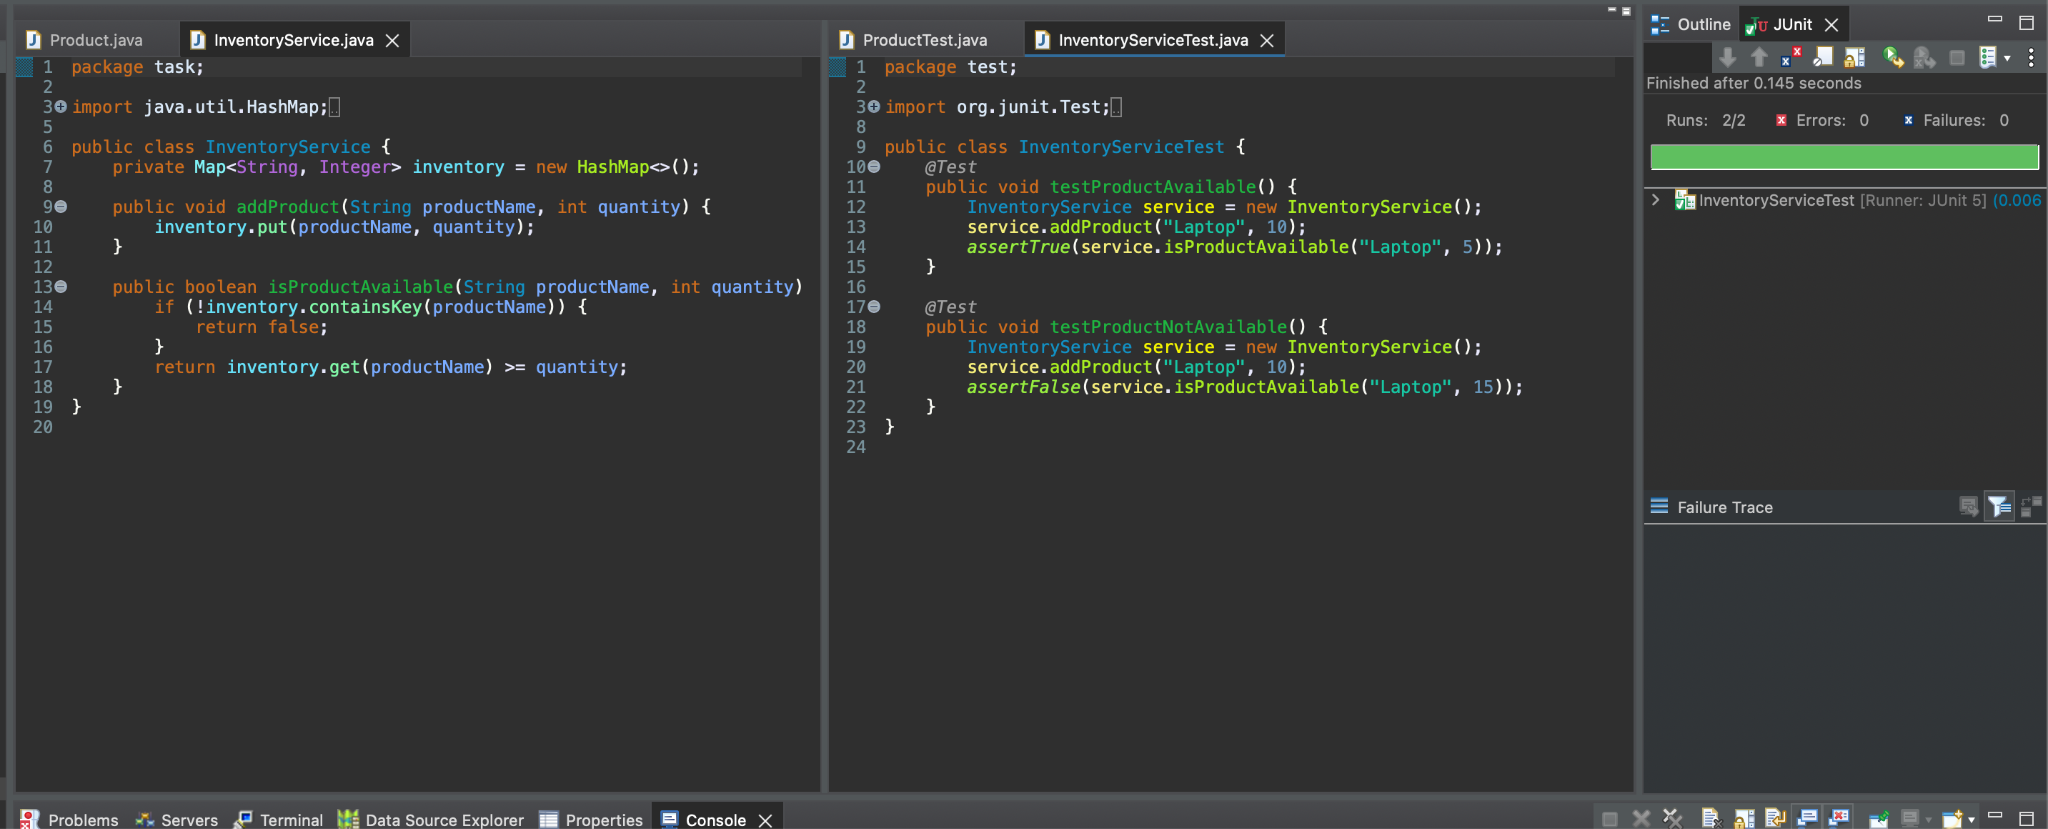 Product.java
InventoryService.java
1 package task;
2
3 import java.util.HashMap;
5
6 public class InventoryService {
7 private Map<String, Integer> inventory = new HashMap<>();
8
9 public void addProduct(String productName, int quantity) {
10 inventory.put(productName, quantity);
11 }
12
13 public boolean isProductAvailable(String productName, int quantity)
14 if (!inventory.containsKey(productName)) {
15 return false;
16 }
17 return inventory.get(productName) >= quantity;
18 }
19 }
20
ProductTest.java
InventoryServiceTest.java
1 package test;
2
3 import org.junit.Test;
8
9 public class InventoryServiceTest {
10 @Test
11 public void testProductAvailable() {
12 InventoryService service = new InventoryService();
13 service.addProduct("Laptop", 10);
14 assertTrue(service.isProductAvailable("Laptop", 5));
15 }
16
17 @Test
18 public void testProductNotAvailable() {
19 InventoryService service = new InventoryService();
20 service.addProduct("Laptop", 10);
21 assertFalse(service.isProductAvailable("Laptop", 15));
22 }
23 }
24
Outline
JUnit
Finished after 0.145 seconds
Runs: 2/2 Errors: 0 Failures: 0
InventoryServiceTest [Runner: JUnit 5] (0.006
Failure Trace
Problems
Servers
Terminal
Data Source Explorer
Properties
Console